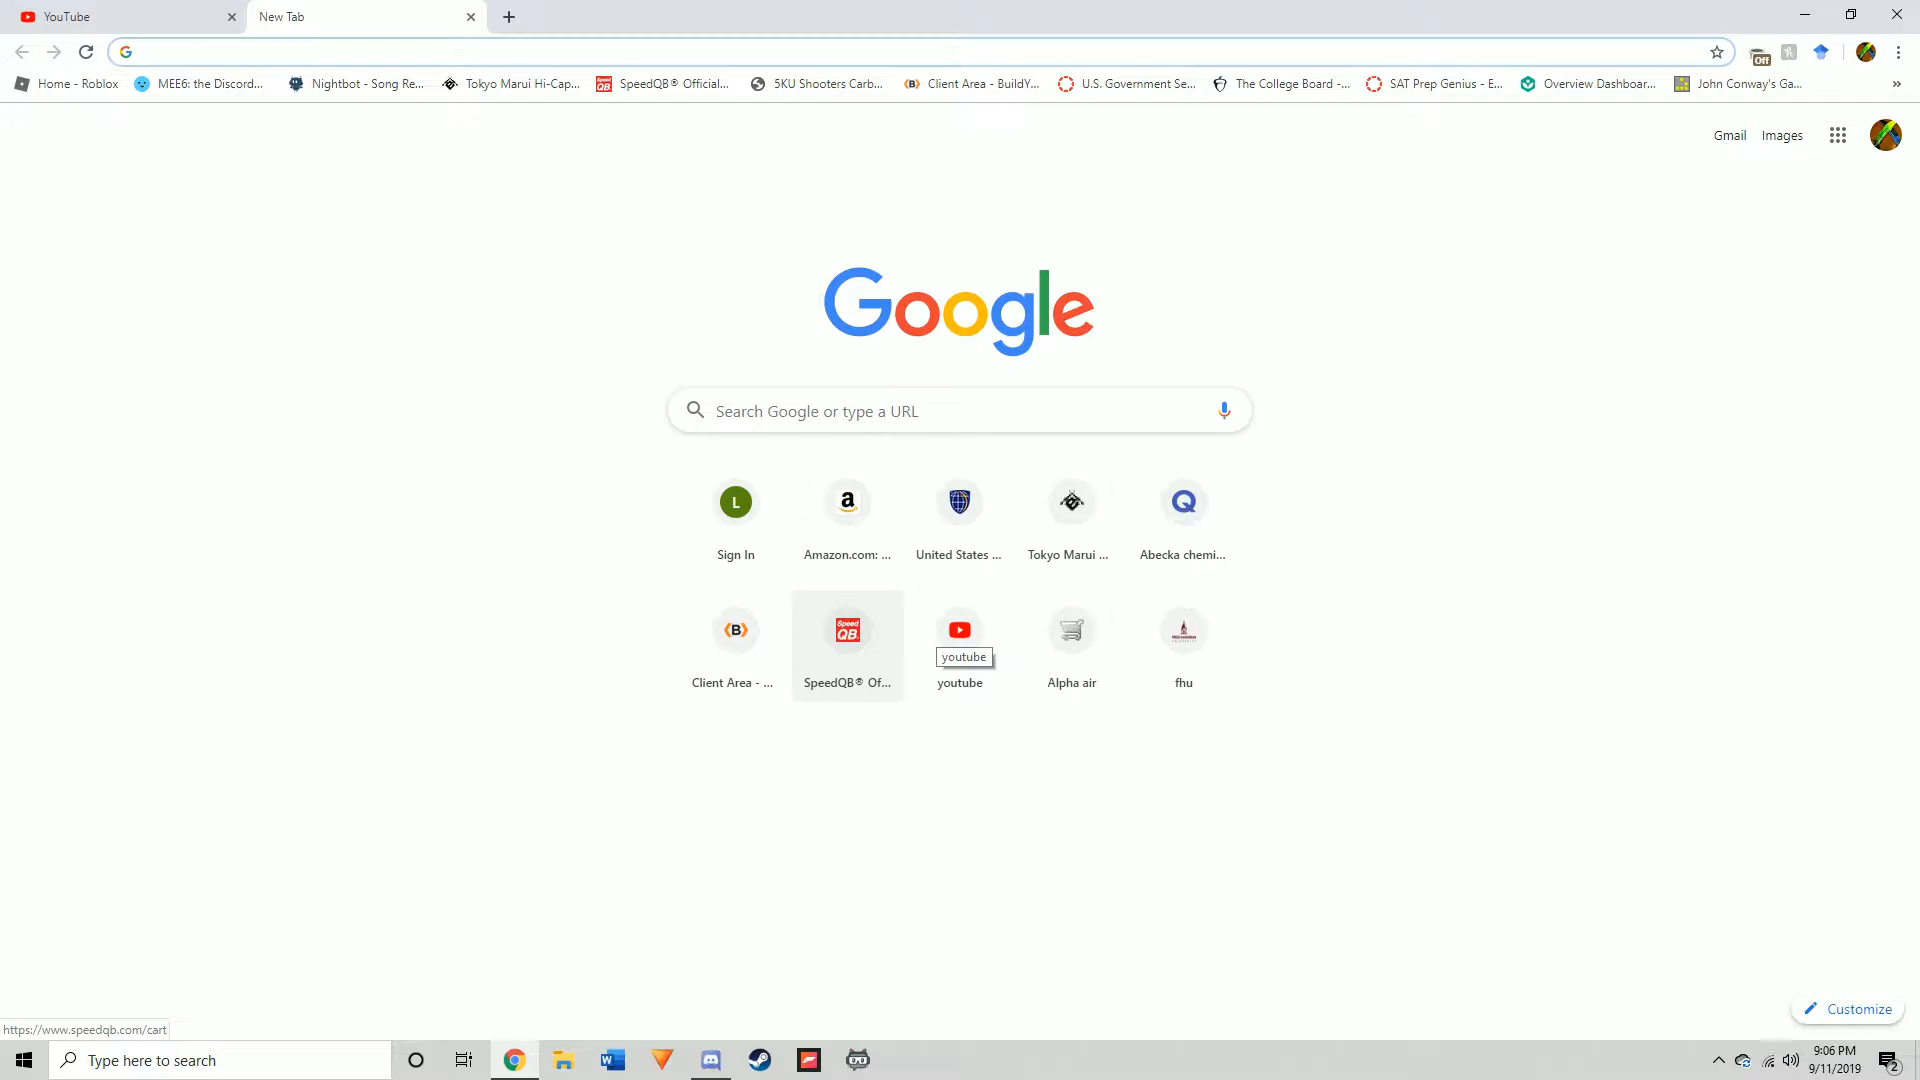 YouTube
New Tab
Home - Roblox
MEE6: the Discord...
Nightbot - Song Re...
Tokyo Marui Hi-Cap...
SpeedQB® Official...
5KU Shooters Carb...
Client Area - BuildY...
U.S. Government Se...
The College Board -...
SAT Prep Genius - E...
Overview Dashboar...
John Conway's Ga...
»
Off
Gmail
Images
Google
Search Google or type a URL
L
a
Q
Sign In
Amazon.com: ...
United States ...
Tokyo Marui ...
Abecka chemi...
(B)
Speed
QB
youtube
Client Area - ...
SpeedQB® Of...
youtube
Alpha air
fhu
Customize
https://www.speedqb.com/cart
Type here to search
9:06 PM
9/11/2019
2